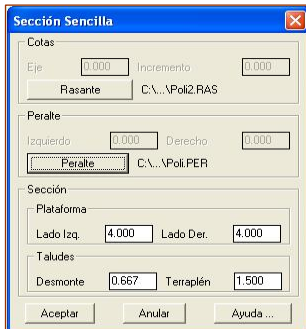 Sección Sencilla
Cotas
Eje 0.000 Incremento 0.000
Rasante C:\...\Poli2.RAS
Peralte
Izquierdo 0.000 Derecho 0.000
Peralte C:\...\Poli.PER
Sección
Plataforma
Lado Izq. 4.000 Lado Der. 4.000
Taludes
Desmonte 0.667 Terraplén 1.500
Aceptar Anular Ayuda ...